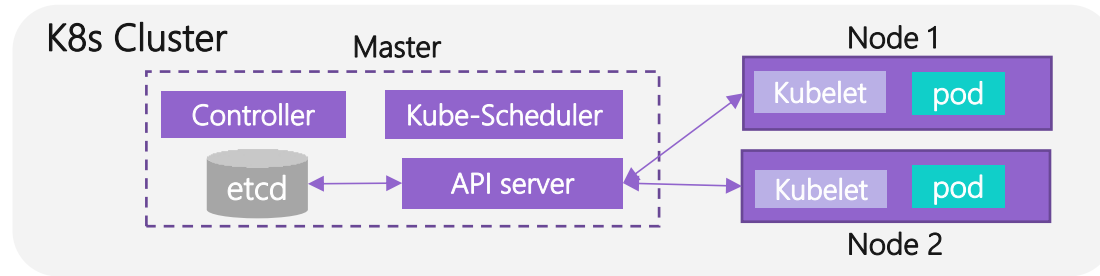 K8s Cluster
Master
Controller
Kube-Scheduler
etcd
API server
Node 1
Kubelet
pod
Kubelet
pod
Node 2